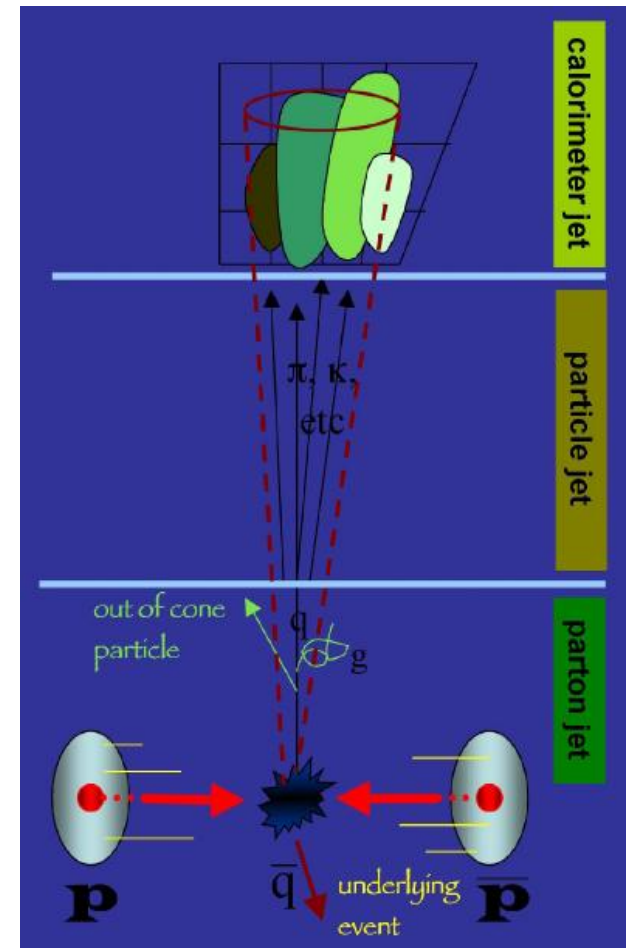 calorimeter jet
π, κ,
etc
particle jet
out of cone
particle
q
g
parton jet
p
q̅
underlying
event
p̅